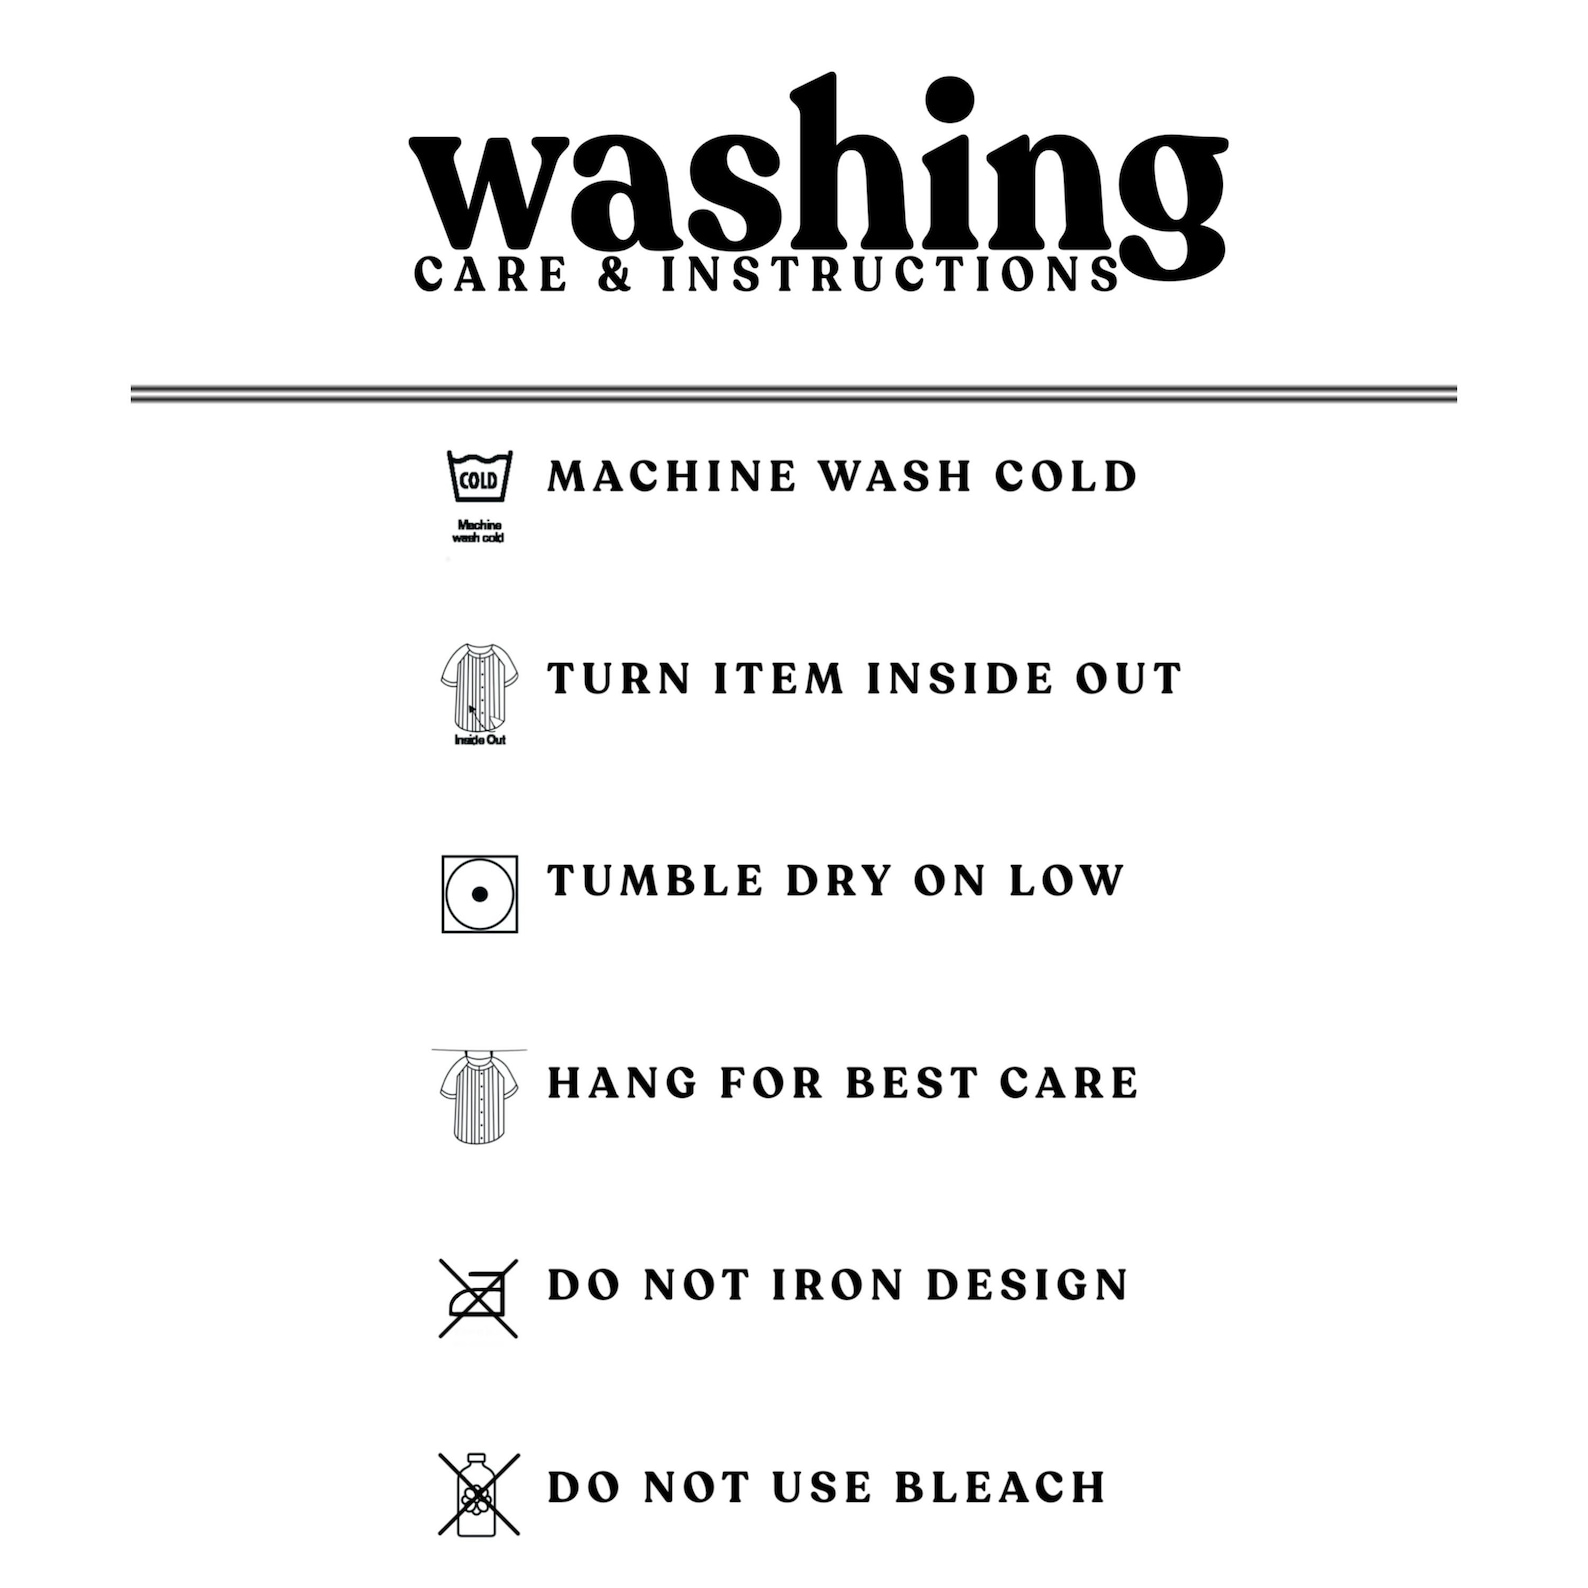 washing
CARE & INSTRUCTIONS
COLD
MACHINE WASH COLD
Machine
wash cold
TURN ITEM INSIDE OUT
Inside Out
TUMBLE DRY ON LOW
HANG FOR BEST CARE
DO NOT IRON DESIGN
DO NOT USE BLEACH